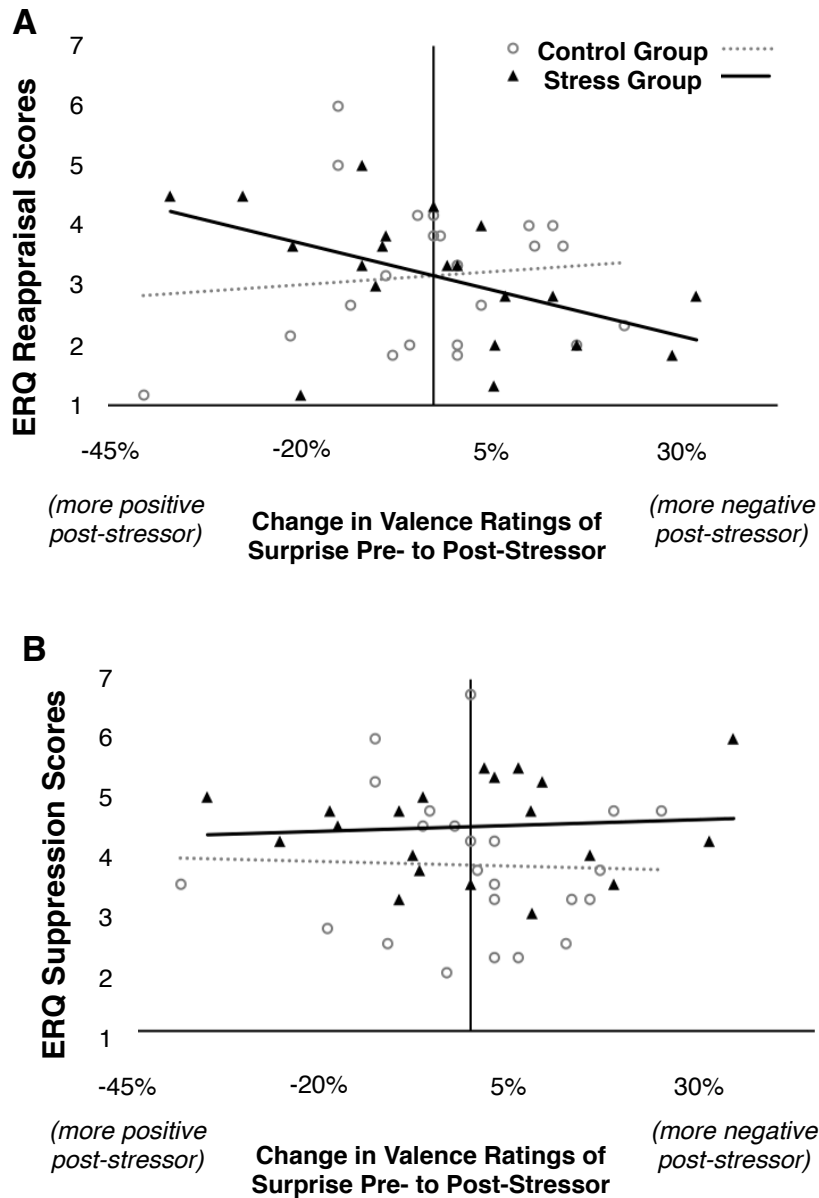 A
ERQ Reappraisal Scores
7
6
5
4
3
2
1
Control Group
Stress Group
-45%
-20%
5%
30%
(more positive
post-stressor)
Change in Valence Ratings of
Surprise Pre- to Post-Stressor
(more negative
post-stressor)
B
ERQ Suppression Scores
7
6
5
4
3
2
1
-45%
-20%
5%
30%
(more positive
post-stressor)
Change in Valence Ratings of
Surprise Pre- to Post-Stressor
(more negative
post-stressor)